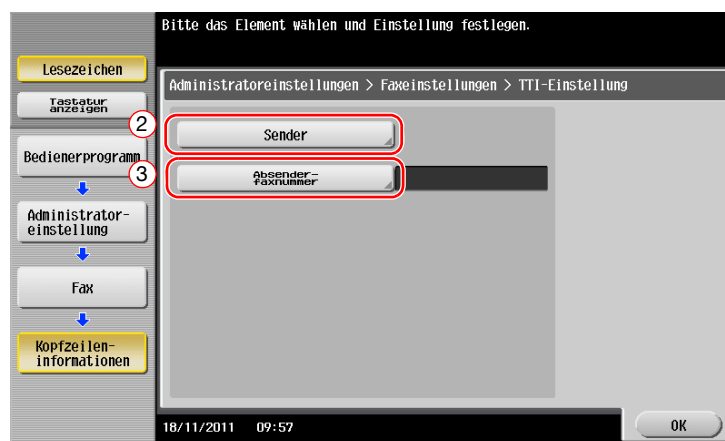 Bitte das Element wählen und Einstellung festlegen.
Lesezeichen
Tastatur
anzeigen
Administratoreinstellungen > Faxeinstellungen > TTI-Einstellung
2
Sender
Bedienerprogramm
3
Absender-
faxnummer
Administrator-
einstellung
Fax
Kopfzeilen-
informationen
18/11/2011 09:57
OK